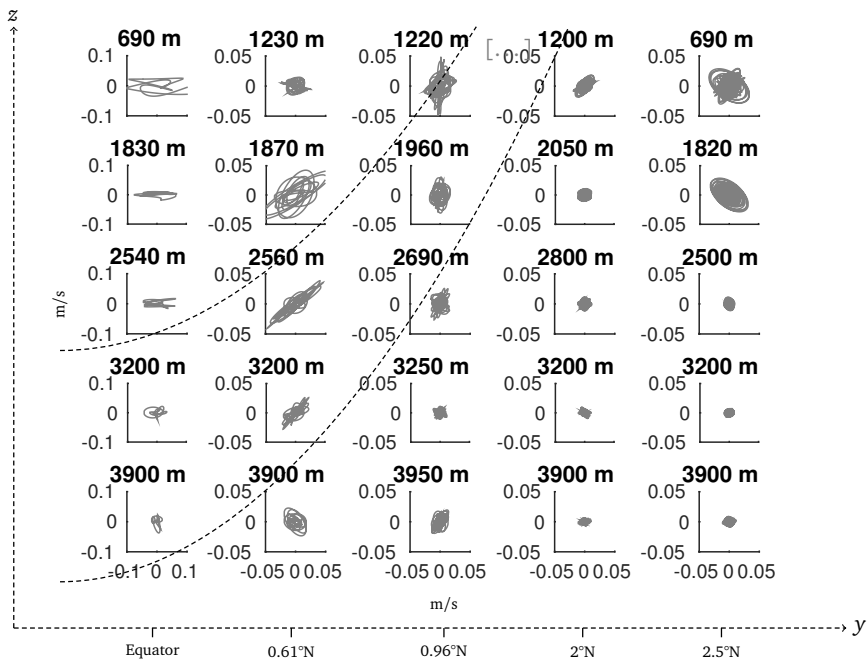 z
690 m 1230 m 1220 m [...] 1200 m 690 m
0.1 0.05 0.05 0.05 0.05
0 0 0 0 0
-0.1 -0.05 -0.05 -0.05 -0.05
1830 m 1870 m 1960 m 2050 m 1820 m
0.1 0.05 0.05 0.05 0.05
0 0 0 0 0
-0.1 -0.05 -0.05 -0.05 -0.05
2540 m 2560 m 2690 m 2800 m 2500 m
0.1 0.05 0.05 0.05 0.05
m/s 0 0 0 0 0
-0.1 -0.05 -0.05 -0.05 -0.05
3200 m 3200 m 3250 m 3200 m 3200 m
0.1 0.05 0.05 0.05 0.05
0 0 0 0 0
-0.1 -0.05 -0.05 -0.05 -0.05
3900 m 3900 m 3950 m 3900 m 3900 m
0.1 0.05 0.05 0.05 0.05
0 0 0 0 0
-0.1 -0.05 -0.05 -0.05 -0.05
-0.1 0 0.1 -0.05 0 0.05 -0.05 0 0.05 -0.05 0 0.05 -0.05 0 0.05
m/s
y
Equator 0.61°N 0.96°N 2°N 2.5°N